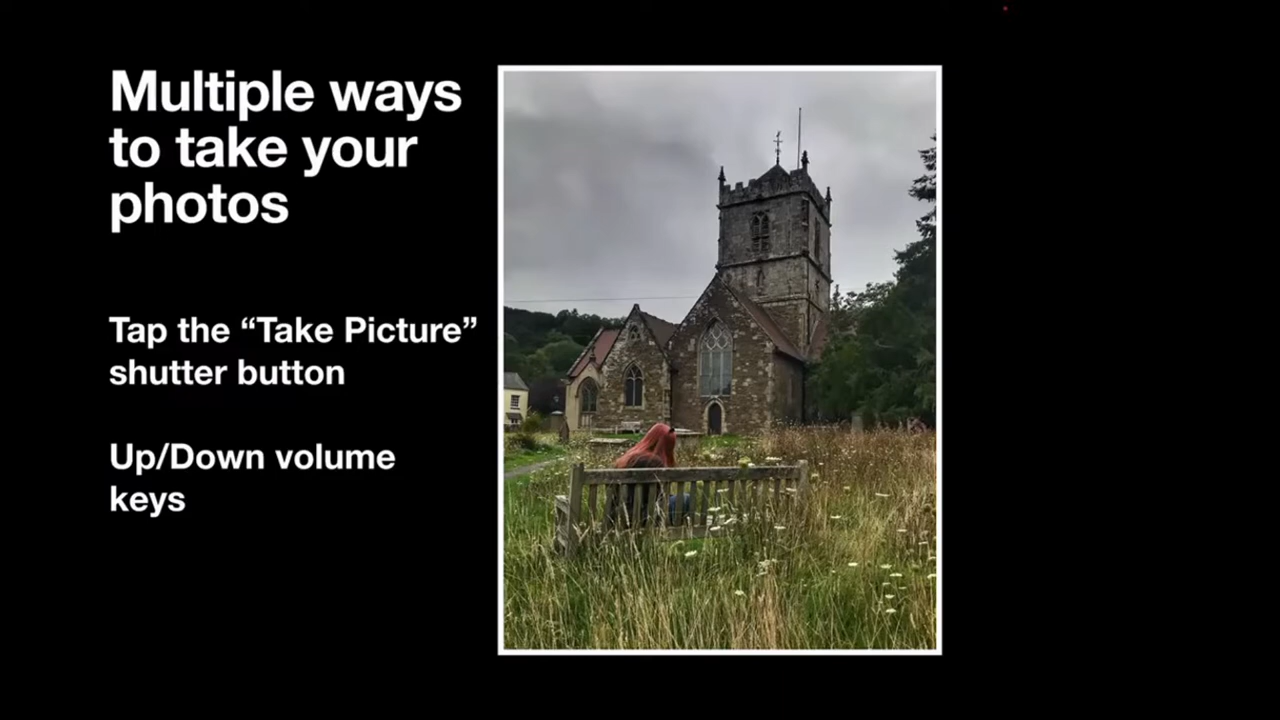 Multiple ways
to take your
photos
Tap the “Take Picture”
shutter button
Up/Down volume
keys